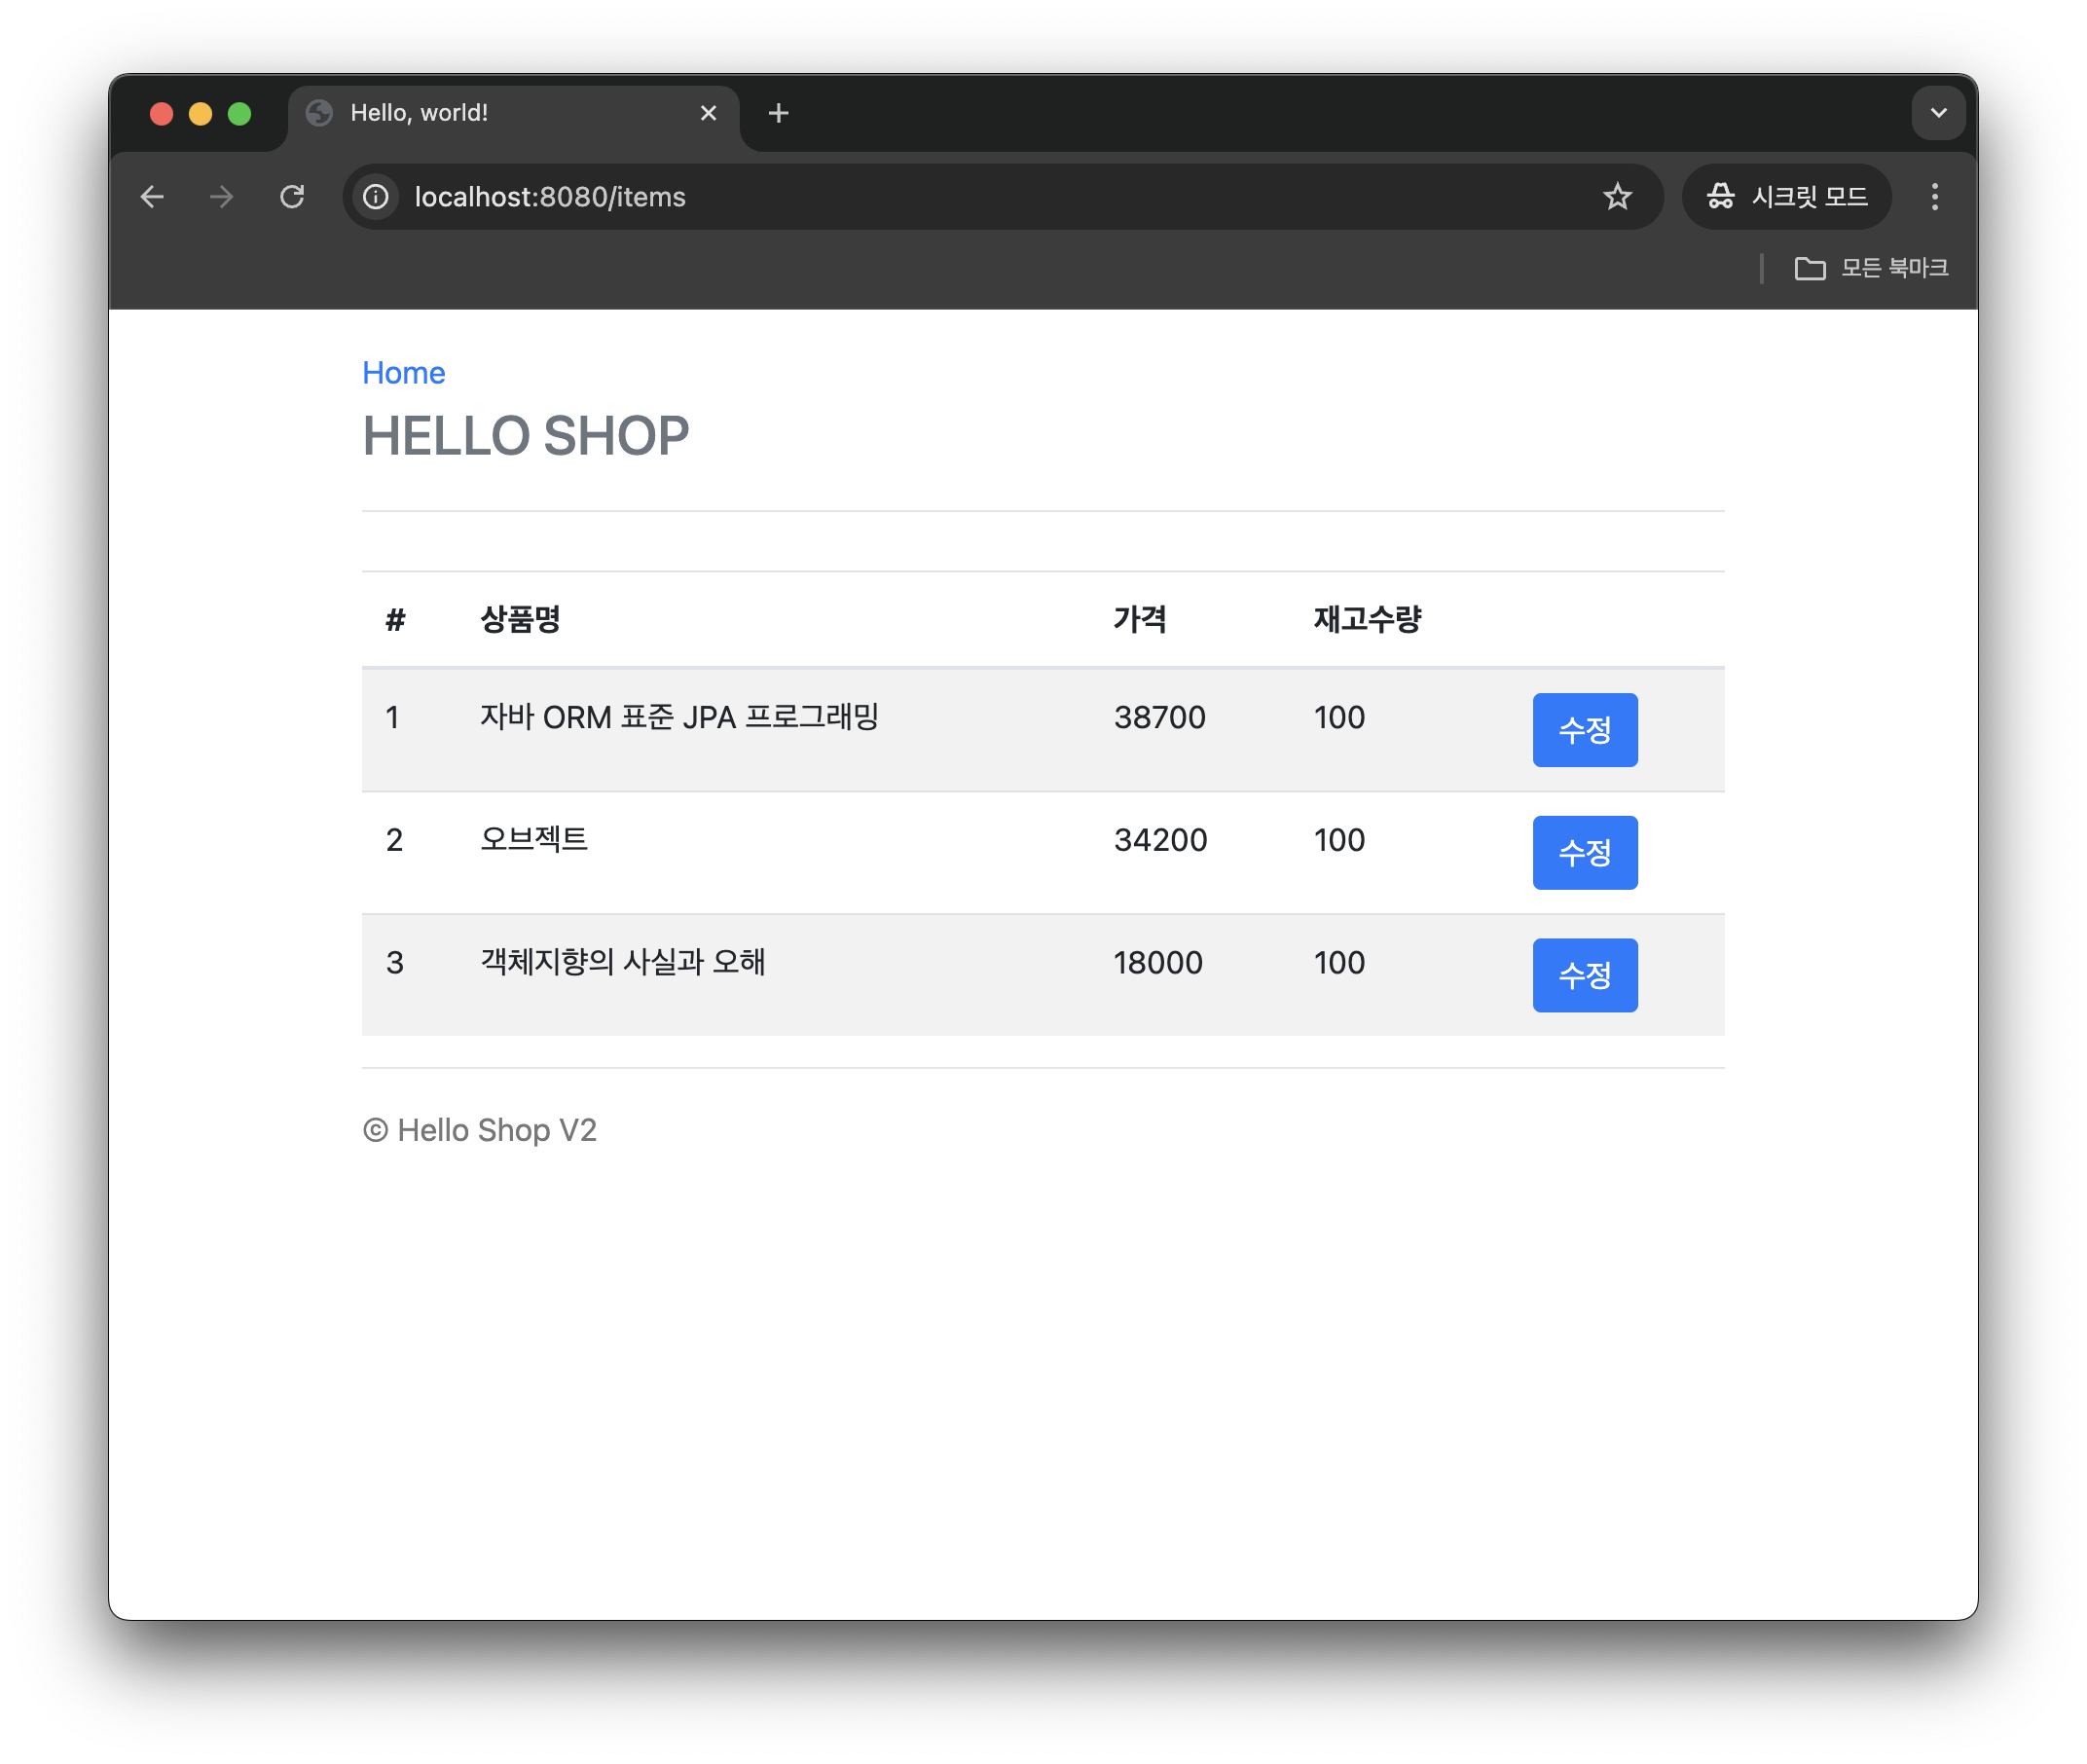 Hello, world!
localhost:8080/items
시크릿 모드
모든 북마크
Home
HELLO SHOP
# 상품명 가격 재고수량
1 자바 ORM 표준 JPA 프로그래밍 38700 100 수정
2 오브젝트 34200 100 수정
3 객체지향의 사실과 오해 18000 100 수정
© Hello Shop V2